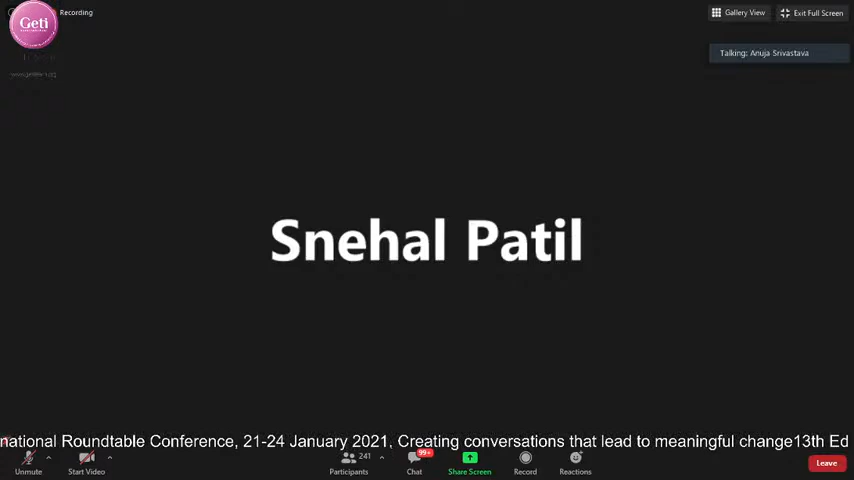 Geti
Recording
Gallery View
Exit Full Screen
Talking: Anuja Srivastava
Snehal Patil
national Roundtable Conference, 21-24 January 2021, Creating conversations that lead to meaningful change13th Ed
Unmute
Start Video
Participants
241
Chat
99+
Share Screen
Record
Reactions
Leave